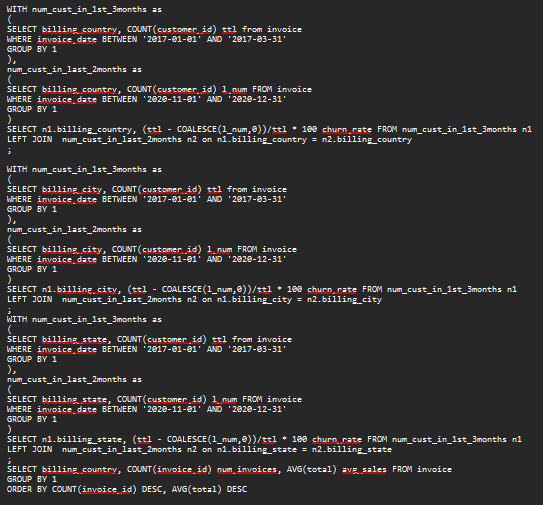 WITH num_cust_in_1st_3months as
(
SELECT billing_country, COUNT(customer_id) ttl from invoice
WHERE invoice_date BETWEEN '2017-01-01' AND '2017-03-31'
GROUP BY 1
),
num_cust_in_last_2months as
(
SELECT billing_country, COUNT(customer_id) l_num FROM invoice
WHERE invoice_date BETWEEN '2020-11-01' AND '2020-12-31'
GROUP BY 1
)
SELECT n1.billing_country, (ttl - COALESCE(l_num,0))/ttl * 100 churn_rate FROM num_cust_in_1st_3months n1
LEFT JOIN  num_cust_in_last_2months n2 on n1.billing_country = n2.billing_country
;
WITH num_cust_in_1st_3months as
(
SELECT billing_city, COUNT(customer_id) ttl from invoice
WHERE invoice_date BETWEEN '2017-01-01' AND '2017-03-31'
GROUP BY 1
),
num_cust_in_last_2months as
(
SELECT billing_city, COUNT(customer_id) l_num FROM invoice
WHERE invoice_date BETWEEN '2020-11-01' AND '2020-12-31'
GROUP BY 1
)
SELECT n1.billing_city, (ttl - COALESCE(l_num,0))/ttl * 100 churn_rate FROM num_cust_in_1st_3months n1
LEFT JOIN  num_cust_in_last_2months n2 on n1.billing_city = n2.billing_city
;
WITH num_cust_in_1st_3months as
(
SELECT billing_state, COUNT(customer_id) ttl from invoice
WHERE invoice_date BETWEEN '2017-01-01' AND '2017-03-31'
GROUP BY 1
),
num_cust_in_last_2months as
(
SELECT billing_state, COUNT(customer_id) l_num FROM invoice
WHERE invoice_date BETWEEN '2020-11-01' AND '2020-12-31'
GROUP BY 1
)
SELECT n1.billing_state, (ttl - COALESCE(l_num,0))/ttl * 100 churn_rate FROM num_cust_in_1st_3months n1
LEFT JOIN  num_cust_in_last_2months n2 on n1.billing_state = n2.billing_state
;
SELECT billing_country, COUNT(invoice_id) num_invoices, AVG(total) avg_sales FROM invoice
GROUP BY 1
ORDER BY COUNT(invoice_id) DESC, AVG(total) DESC